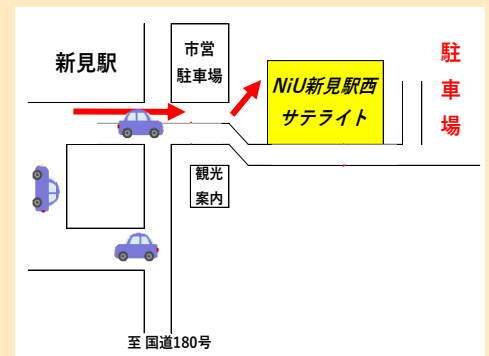 新見駅
市営
駐車場
NiU新見駅西
サテライト
駐
車
場
観光
案内
至 国道180号